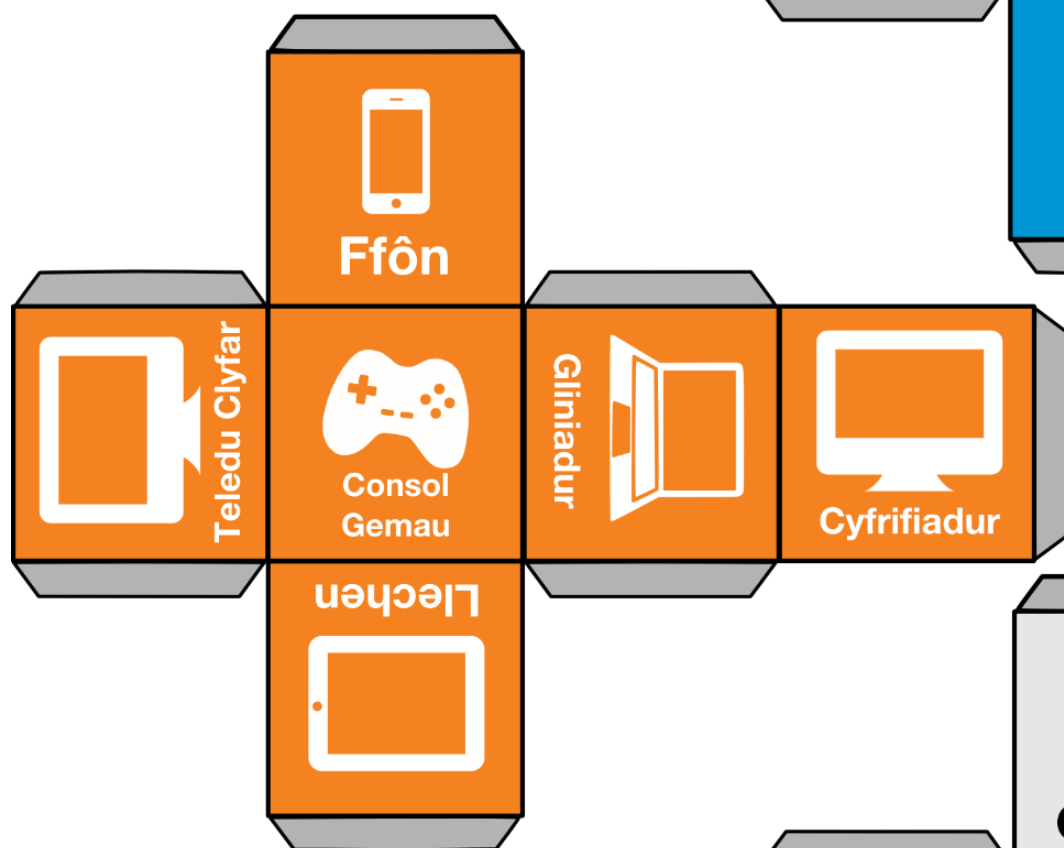 Ffôn
Teledu Clyfar
Consol
Gemau
Gliniadur
Cyfrifiadur
Llechen